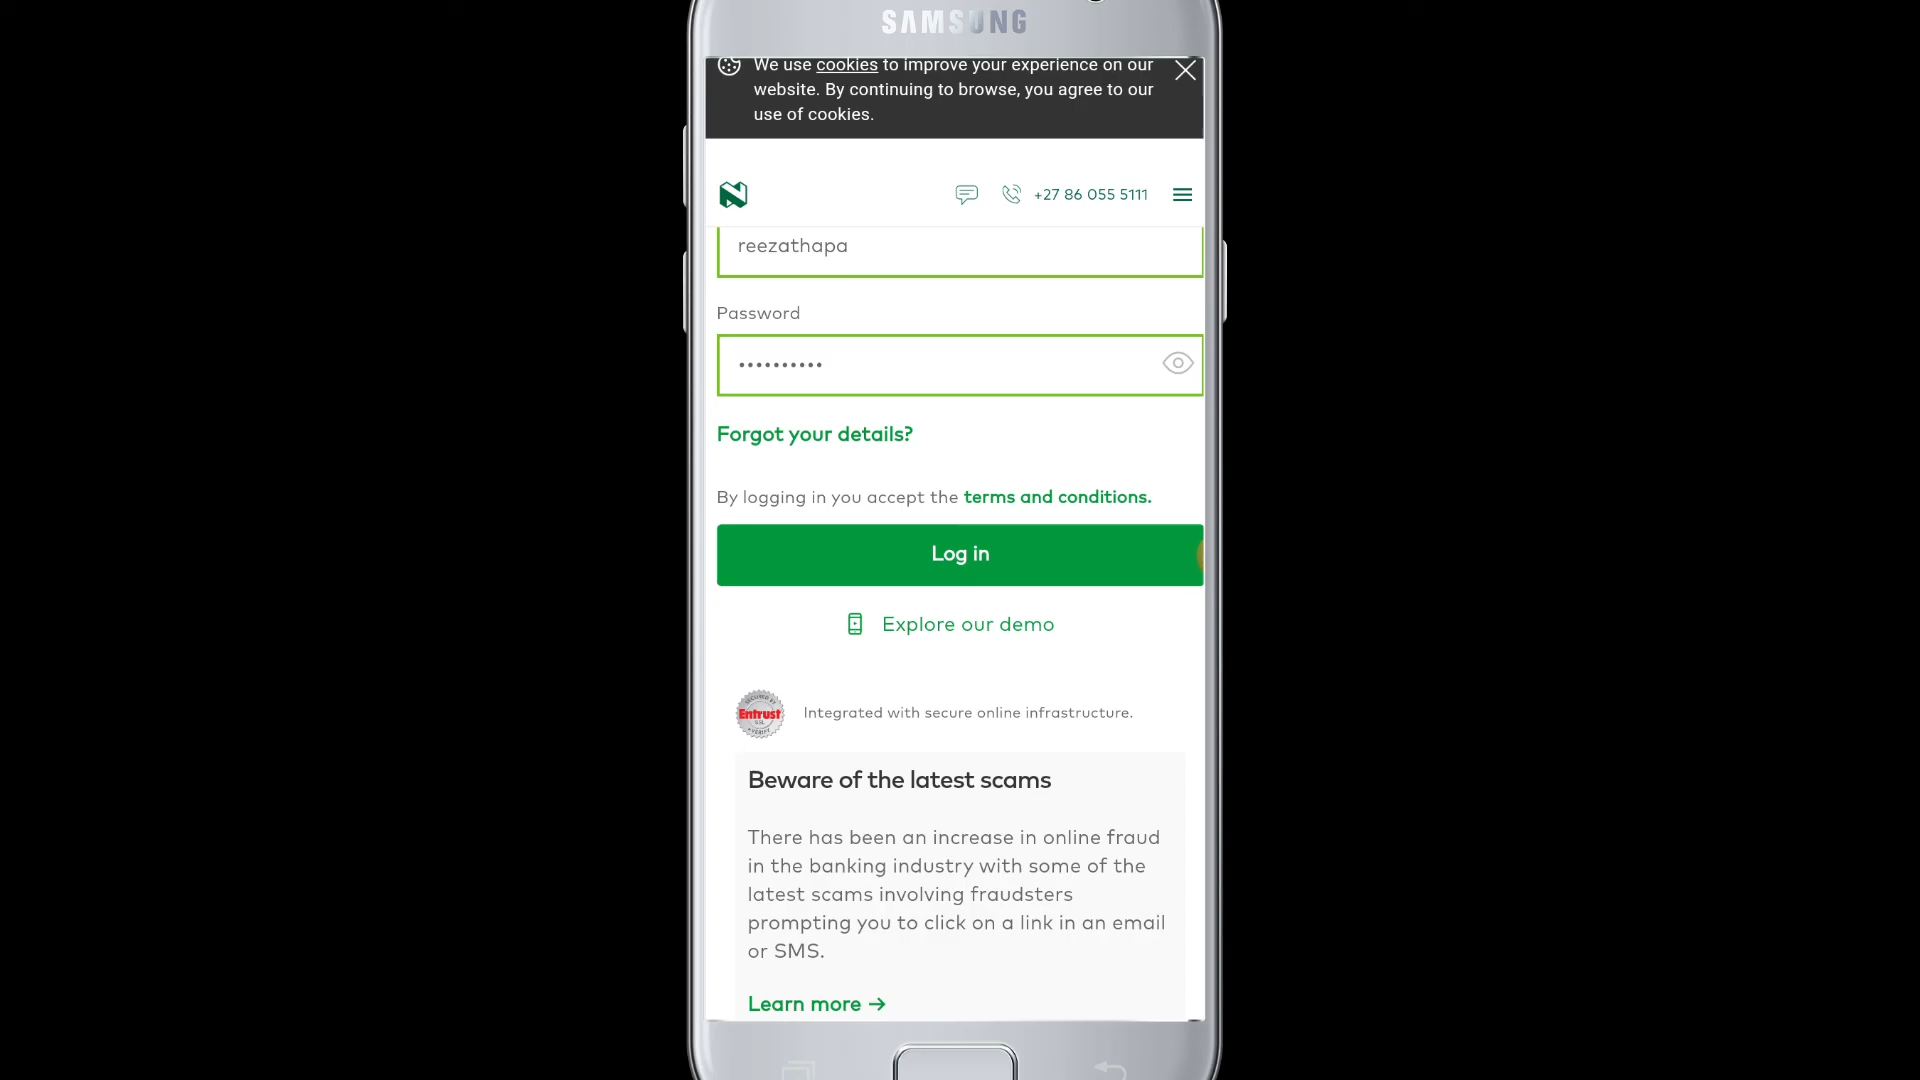 SAMSUNG
We use cookies to improve your experience on our
website. By continuing to browse, you agree to our
use of cookies.
+27 86 055 5111
reezathapa
Password
••••••••••
Forgot your details?
By logging in you accept the terms and conditions.
Log in
Explore our demo
Entrust
Integrated with secure online infrastructure.
Beware of the latest scams
There has been an increase in online fraud
in the banking industry with some of the
latest scams involving fraudsters
prompting you to click on a link in an email
or SMS.
Learn more →